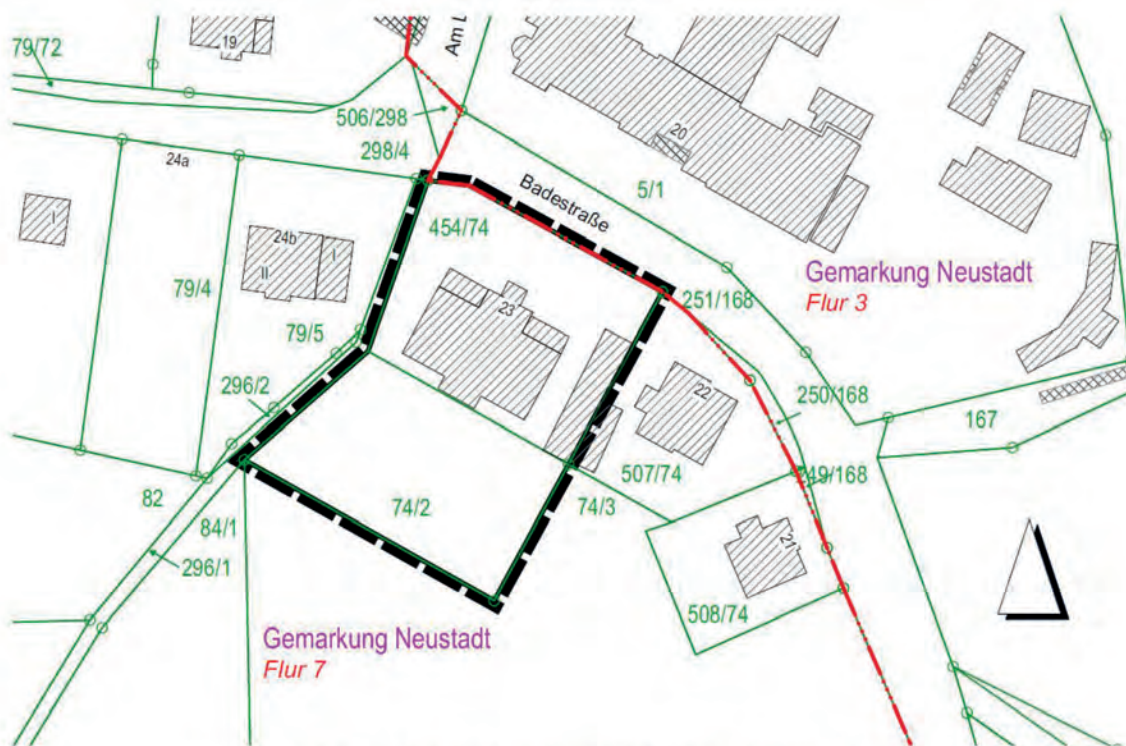 79/72
19
Am L
506/298
298/4
20
24a
Badestraße
5/1
454/74
I
24b
II
I
79/4
79/5
23
251/168
Gemarkung Neustadt
Flur 3
22
250/168
296/2
167
507/74
249/168
82
84/1
74/2
74/3
21
296/1
508/74
Gemarkung Neustadt
Flur 7